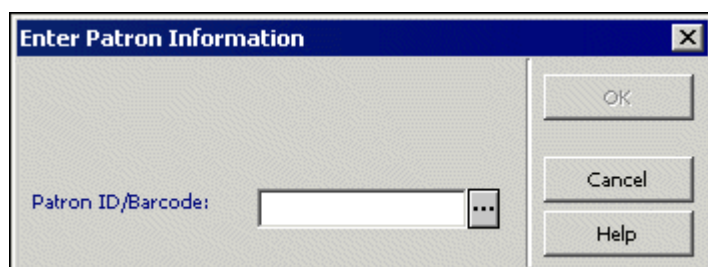 Enter Patron Information
OK
Patron ID/Barcode:
...
Cancel
Help